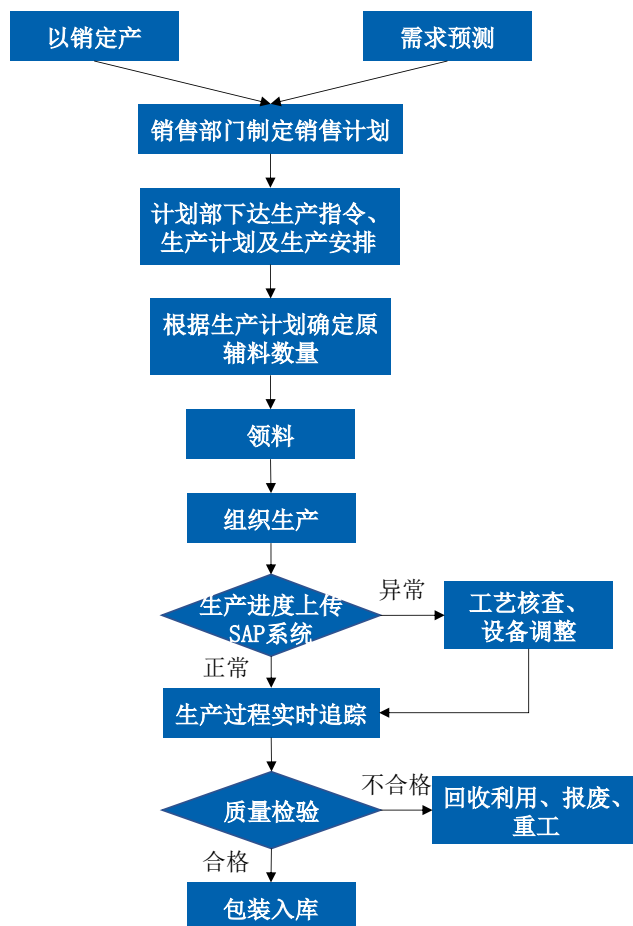 以销定产
需求预测
销售部门制定销售计划
计划部下达生产指令、
生产计划及生产安排
根据生产计划确定原
辅料数量
领料
组织生产
生产进度上传
SAP系统
异常
工艺核查、
设备调整
正常
生产过程实时追踪
质量检验
不合格
回收利用、报废、
重工
合格
包装入库